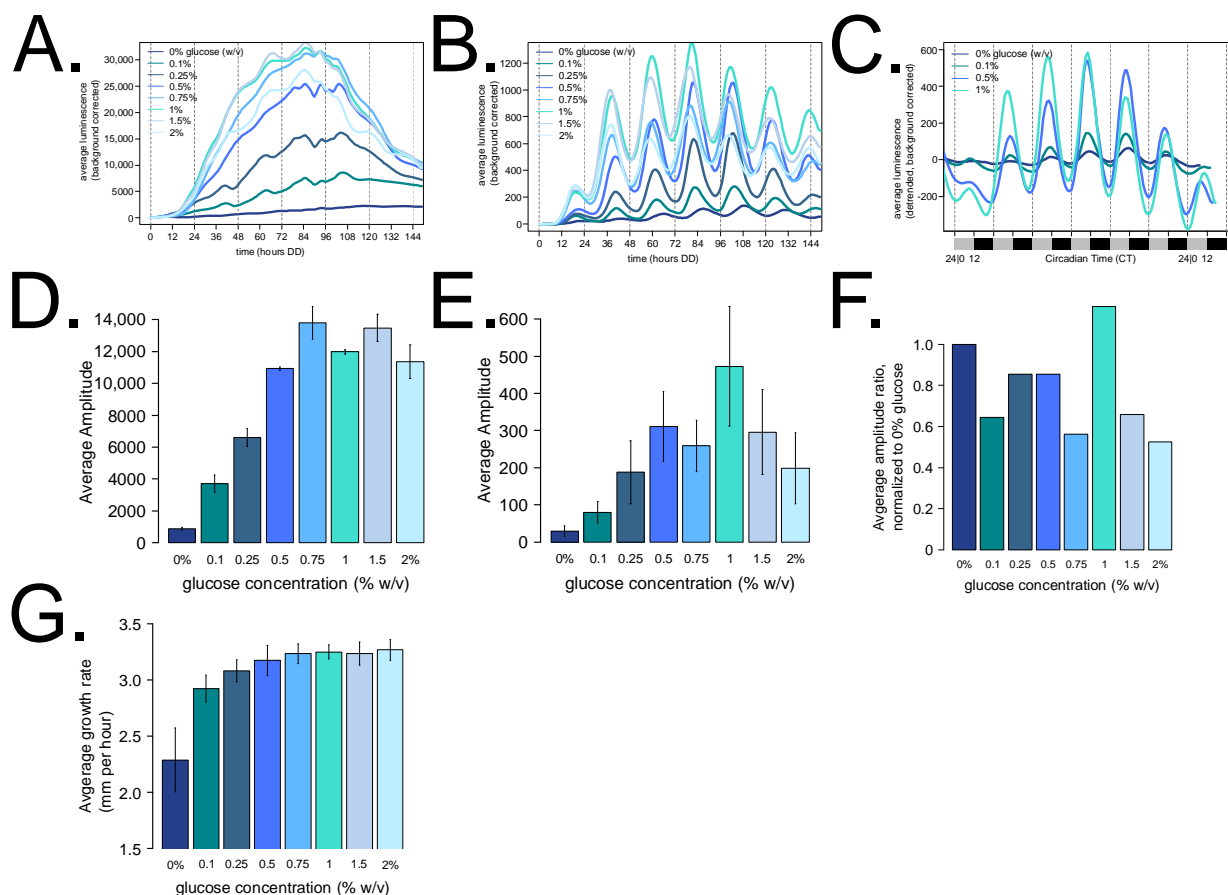 A.
average luminescence
(background corrected)
30,000
25,000
20,000
15,000
10,000
5000
0
0% glucose (w/v)
0.1%
0.25%
0.5%
0.75%
1%
1.5%
2%
0 12 24 36 48 60 72 84 96 108 120 144
time (hours DD)
B.
average luminescence
(background corrected)
1200
1000
800
600
400
200
0
0% glucose (w/v)
0.1%
0.25%
0.5%
0.75%
1%
1.5%
2%
0 12 24 36 48 60 72 84 96 108 120 132 144
time (hours DD)
C.
average luminescence
(detrended, background corrected)
600
400
200
0
-200
0% glucose (w/v)
0.1%
0.5%
1%
24|0 12 Circadian Time (CT) 24|0 12
D.
Average Amplitude
14,000
12,000
10,000
8000
6000
4000
2000
0
0% 0.1 0.25 0.5 0.75 1 1.5 2%
glucose concentration (% w/v)
E.
Average Amplitude
600
500
400
300
200
100
0
0% 0.1 0.25 0.5 0.75 1 1.5 2%
glucose concentration (% w/v)
F.
Avgerage amplitude ratio,
normalized to 0% glucose
1.0
0.8
0.6
0.4
0.2
0
0% 0.1 0.25 0.5 0.75 1 1.5 2%
glucose concentration (% w/v)
G.
Avgerage growth rate
(mm per hour)
3.5
3.0
2.5
2.0
1.5
0% 0.1 0.25 0.5 0.75 1 1.5 2%
glucose concentration (% w/v)